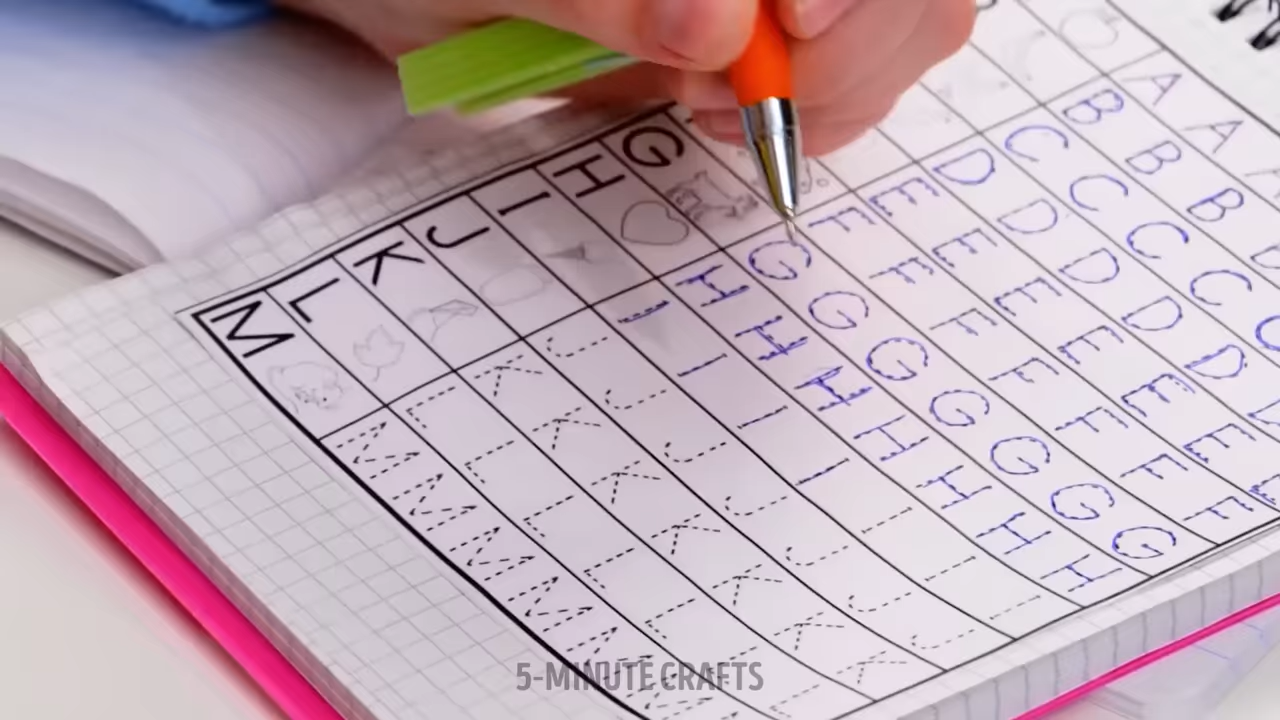 A A A
B B B B
C C C C C
D D D D D D
E E E E E E E
F F F F F F F
G G G G G G G G
H H H H H H H H
I I I I I I I I
J J J J J J J J
K K K K K K K K
L L L L L L L L
M M M M M M M
5-MINUTE CRAFTS